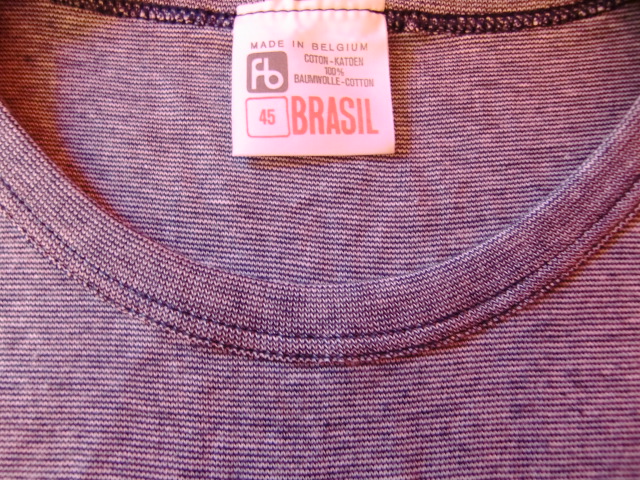 MADE IN BELGIUM
fb
COTON-KATOEN
100%
BAUMWOLLE-COTTON
45 BRASIL